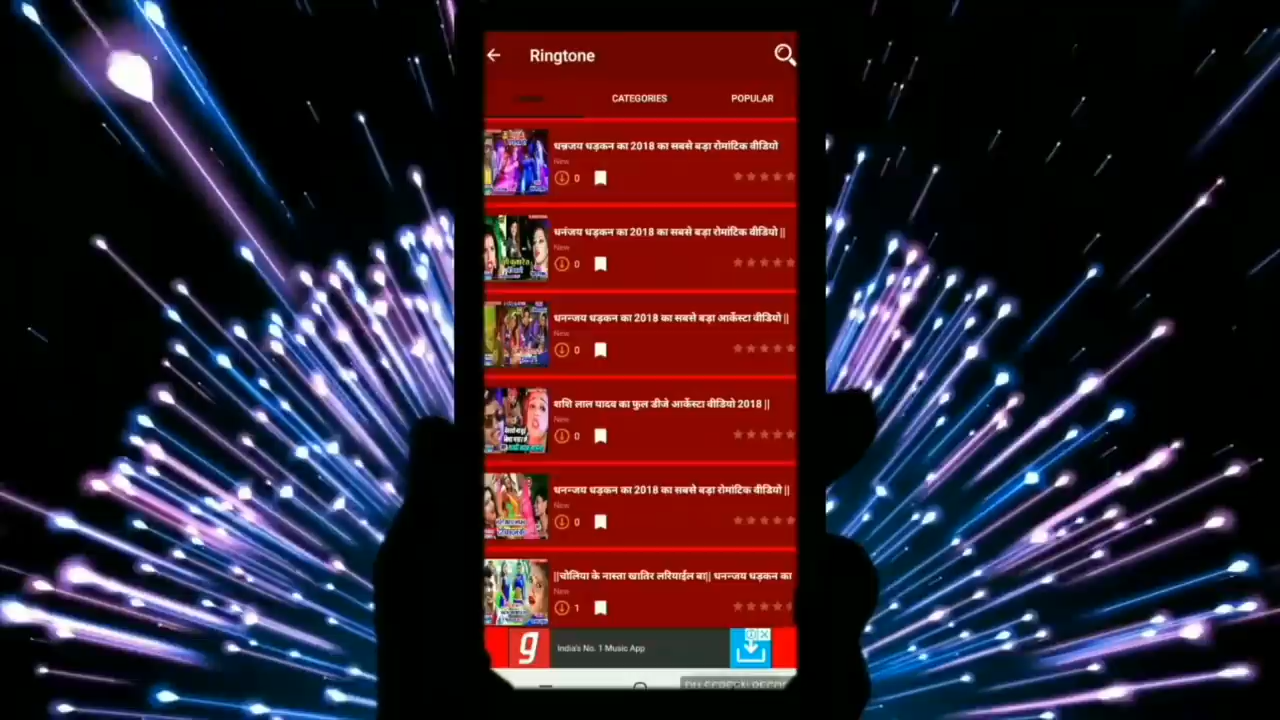 Ringtone
CATEGORIES
POPULAR
धन्नजय धड़कन का 2018 का सबसे बड़ा रोमांटिक वीडियो
New
0
धनंजय धड़कन का 2018 का सबसे बड़ा रोमांटिक वीडियो ||
New
0
धनन्जय धड़कन का 2018 का सबसे बड़ा आर्केस्टा वीडियो ||
New
0
शशि लाल यादव का फुल डीजे आर्केस्टा वीडियो 2018 ||
New
0
धनन्जय धड़कन का 2018 का सबसे बड़ा रोमांटिक वीडियो ||
New
0
||चोलिया के नास्ता खातिर लरियाईल बा|| धनन्जय धड़कन का
New
1
g
India's No. 1 Music App